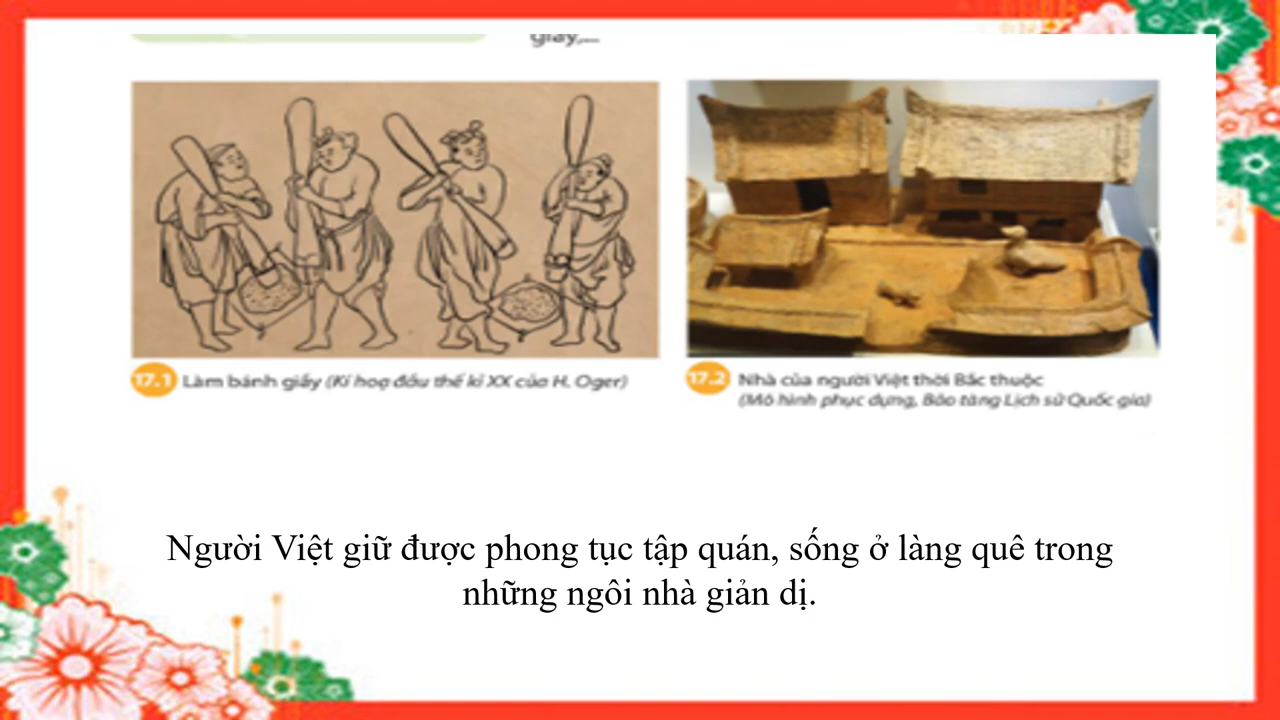 giấy,...
17.1 Làm bánh giầy (Kí hoạ đầu thế kỉ XX của H. Oger)
17.2 Nhà của người Việt thời Bắc thuộc
(Mô hình phục dựng, Bảo tàng Lịch sử Quốc gia)
Người Việt giữ được phong tục tập quán, sống ở làng quê trong
những ngôi nhà giản dị.